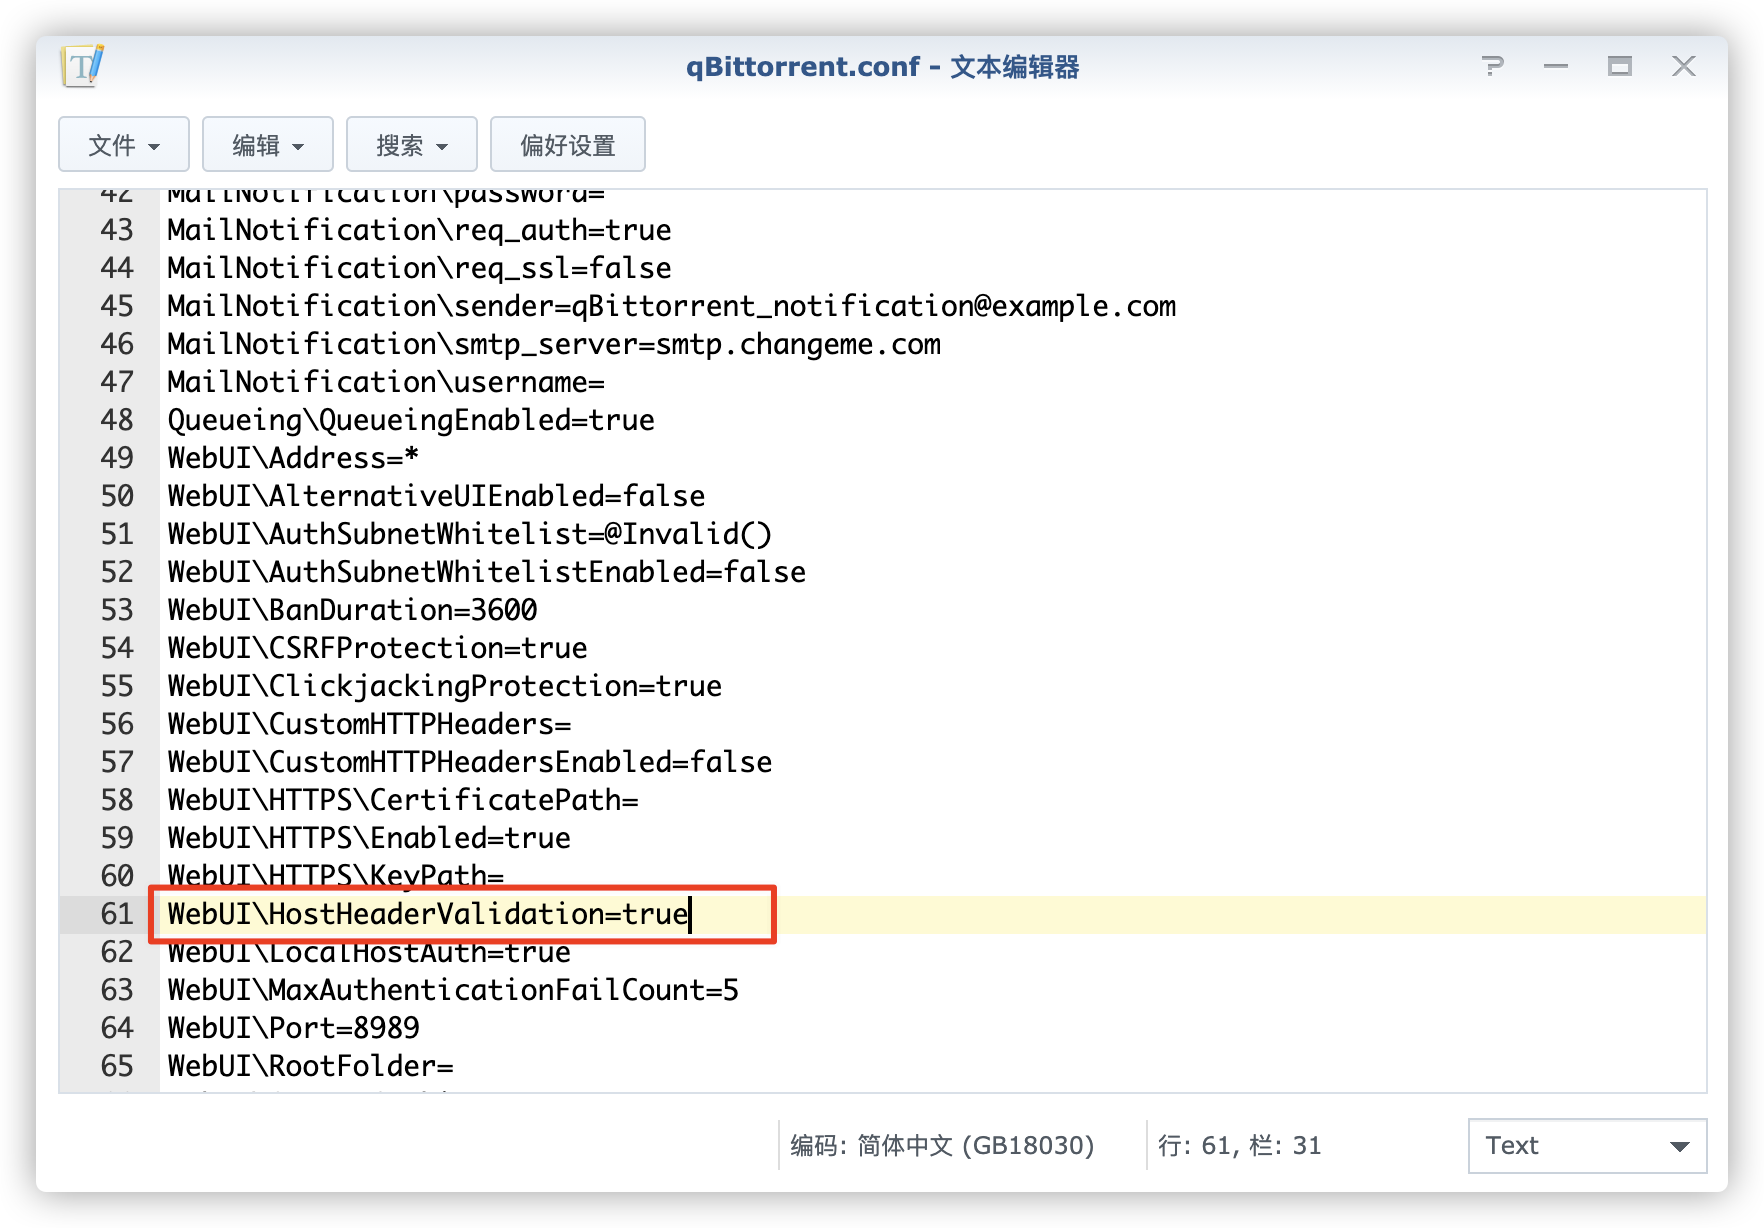 qBittorrent.conf - 文本编辑器
文件 编辑 搜索 偏好设置
42 MailNotification\password=
43 MailNotification\req_auth=true
44 MailNotification\req_ssl=false
45 MailNotification\sender=qBittorrent_notification@example.com
46 MailNotification\smtp_server=smtp.changeme.com
47 MailNotification\username=
48 Queueing\QueueingEnabled=true
49 WebUI\Address=*
50 WebUI\AlternativeUIEnabled=false
51 WebUI\AuthSubnetWhitelist=@Invalid()
52 WebUI\AuthSubnetWhitelistEnabled=false
53 WebUI\BanDuration=3600
54 WebUI\CSRFProtection=true
55 WebUI\ClickjackingProtection=true
56 WebUI\CustomHTTPHeaders=
57 WebUI\CustomHTTPHeadersEnabled=false
58 WebUI\HTTPS\CertificatePath=
59 WebUI\HTTPS\Enabled=true
60 WebUI\HTTPS\KeyPath=
61 WebUI\HostHeaderValidation=true
62 WebUI\LocalHostAuth=true
63 WebUI\MaxAuthenticationFailCount=5
64 WebUI\Port=8989
65 WebUI\RootFolder=
编码: 简体中文 (GB18030) 行: 61, 栏: 31 Text